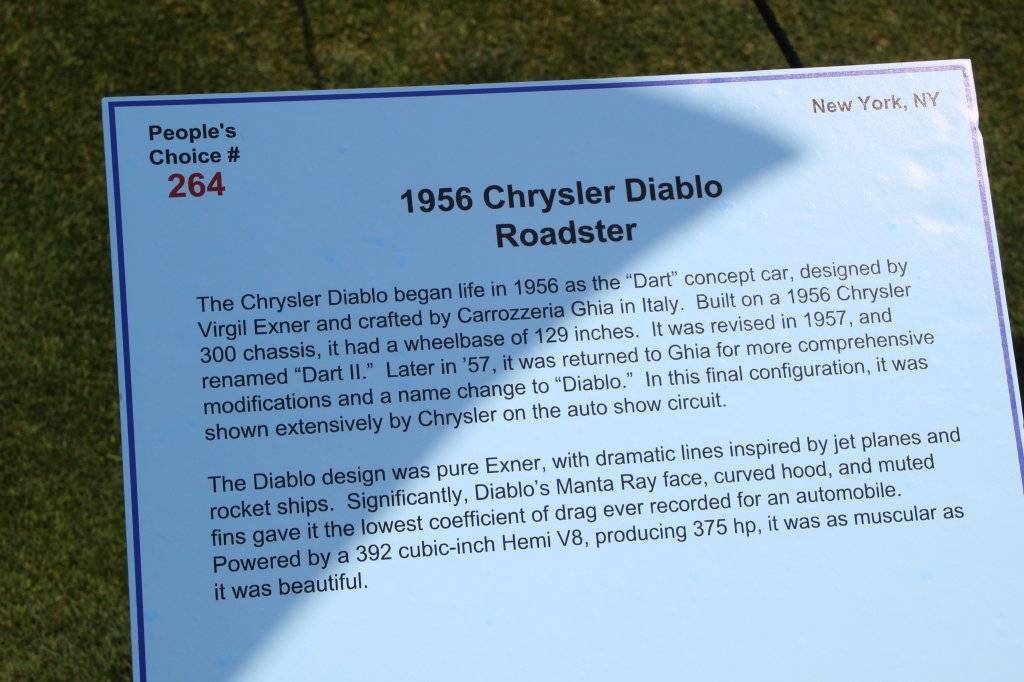 People's
Choice #
264
New York, NY
1956 Chrysler Diablo
Roadster
The Chrysler Diablo began life in 1956 as the “Dart” concept car, designed by
Virgil Exner and crafted by Carrozzeria Ghia in Italy.  Built on a 1956 Chrysler
300 chassis, it had a wheelbase of 129 inches.  It was revised in 1957, and
renamed “Dart II.”  Later in ’57, it was returned to Ghia for more comprehensive
modifications and a name change to “Diablo.”  In this final configuration, it was
shown extensively by Chrysler on the auto show circuit.
The Diablo design was pure Exner, with dramatic lines inspired by jet planes and
rocket ships.  Significantly, Diablo’s Manta Ray face, curved hood, and muted
fins gave it the lowest coefficient of drag ever recorded for an automobile.
Powered by a 392 cubic-inch Hemi V8, producing 375 hp, it was as muscular as
it was beautiful.